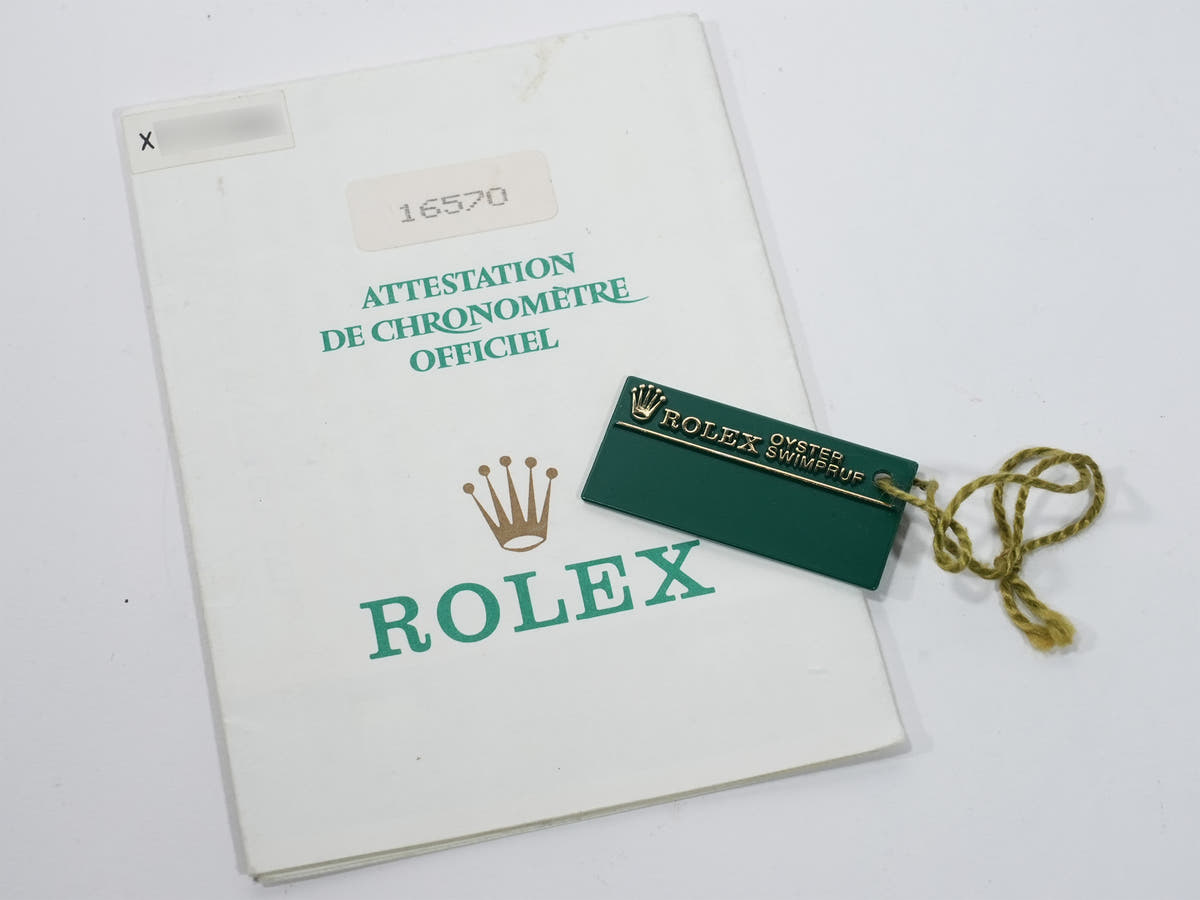 X
16570
ATTESTATION
DE CHRONOMÈTRE
OFFICIEL
ROLEX
ROLEX OYSTER
SWIMPRUF